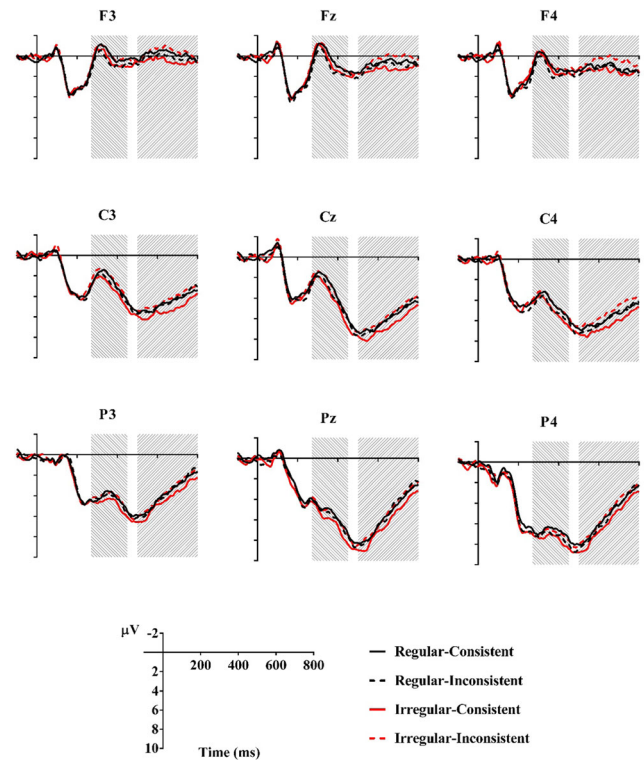 F3 Fz F4
C3 Cz C4
P3 Pz P4
µV
-2
2
4
6
8
10
200 400 600 800
Time (ms)
Regular-Consistent
Regular-Inconsistent
Irregular-Consistent
Irregular-Inconsistent